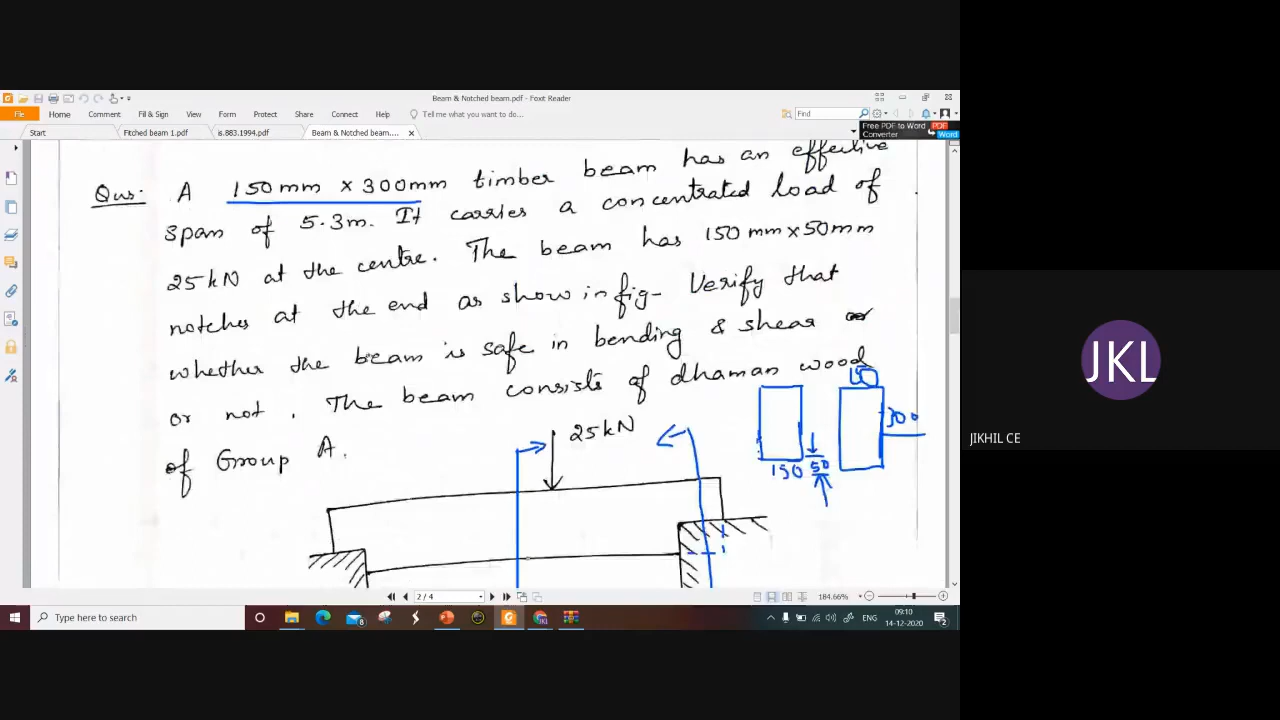 Beam & Notched beam.pdf - Foxit Reader
File Home Comment Fill & Sign View Form Protect Share Connect Help Tell me what you want to do... Find
Free PDF to Word Converter PDF Word
Start Fitched beam 1.pdf is.883.1994.pdf Beam & Notched beam....
Qus: A 150mm x 300mm timber beam has an effective
span of 5.3m. It carries a concentrated load of
25kN at the centre. The beam has 150mm x 50mm
notches at the end as show in fig- Verify that
whether the beam is safe in bending & shear or
or not. The beam consists of dhaman wood
of Group A.
25kN
150
50
300
JKL
JIKHIL CE
2 / 4
184.66%
Type here to search
ENG
09:10
14-12-2020
2